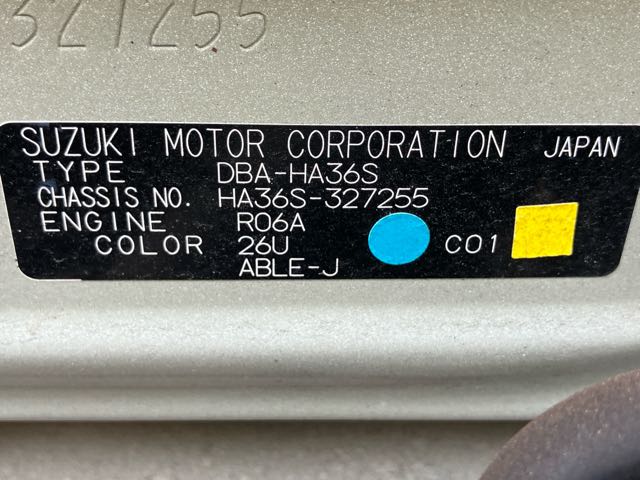 327255
SUZUKI MOTOR CORPORATION JAPAN
TYPE DBA-HA36S
CHASSIS NO. HA36S-327255
ENGINE R06A
COLOR 26U C01
ABLE-J